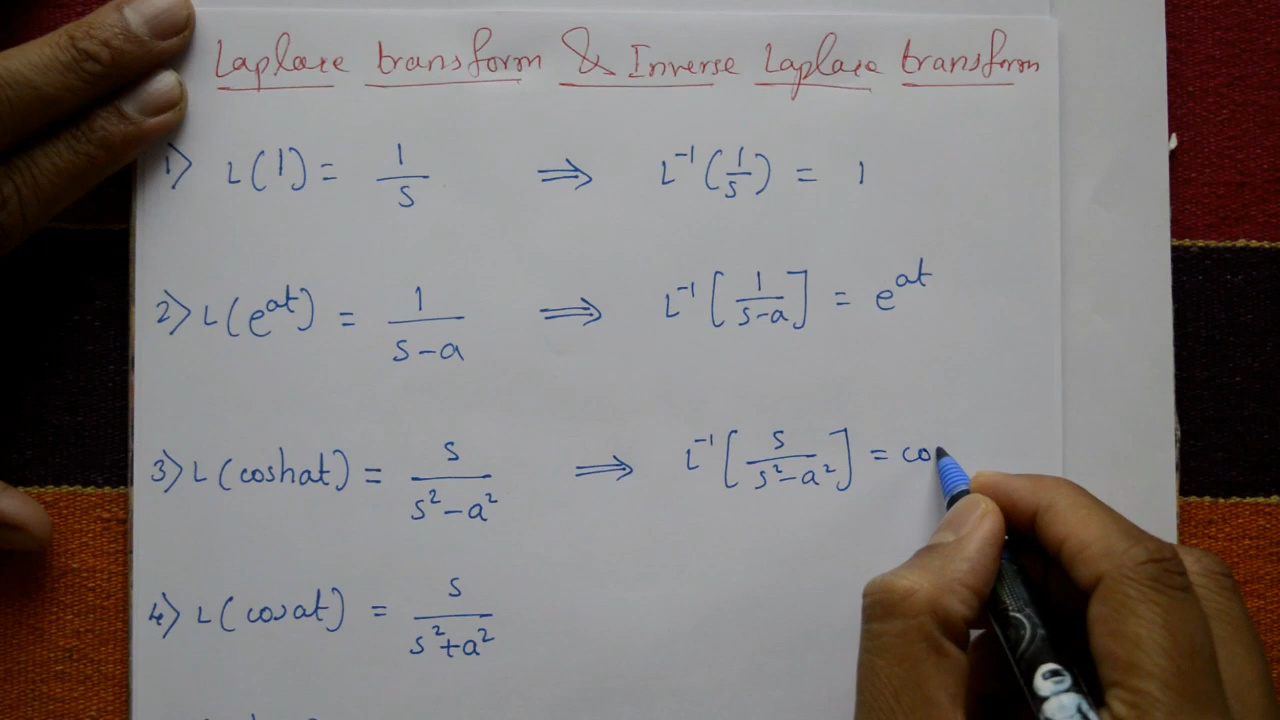 Laplace transform & Inverse Laplace transform
1) L(1) = 1/s ⇒ L⁻¹(1/s) = 1
2) L(e^at) = 1/(s-a) ⇒ L⁻¹[1/(s-a)] = e^at
3) L(coshat) = s/(s²-a²) ⇒ L⁻¹[s/(s²-a²)] = co
4) L(cosat) = s/(s²+a²)